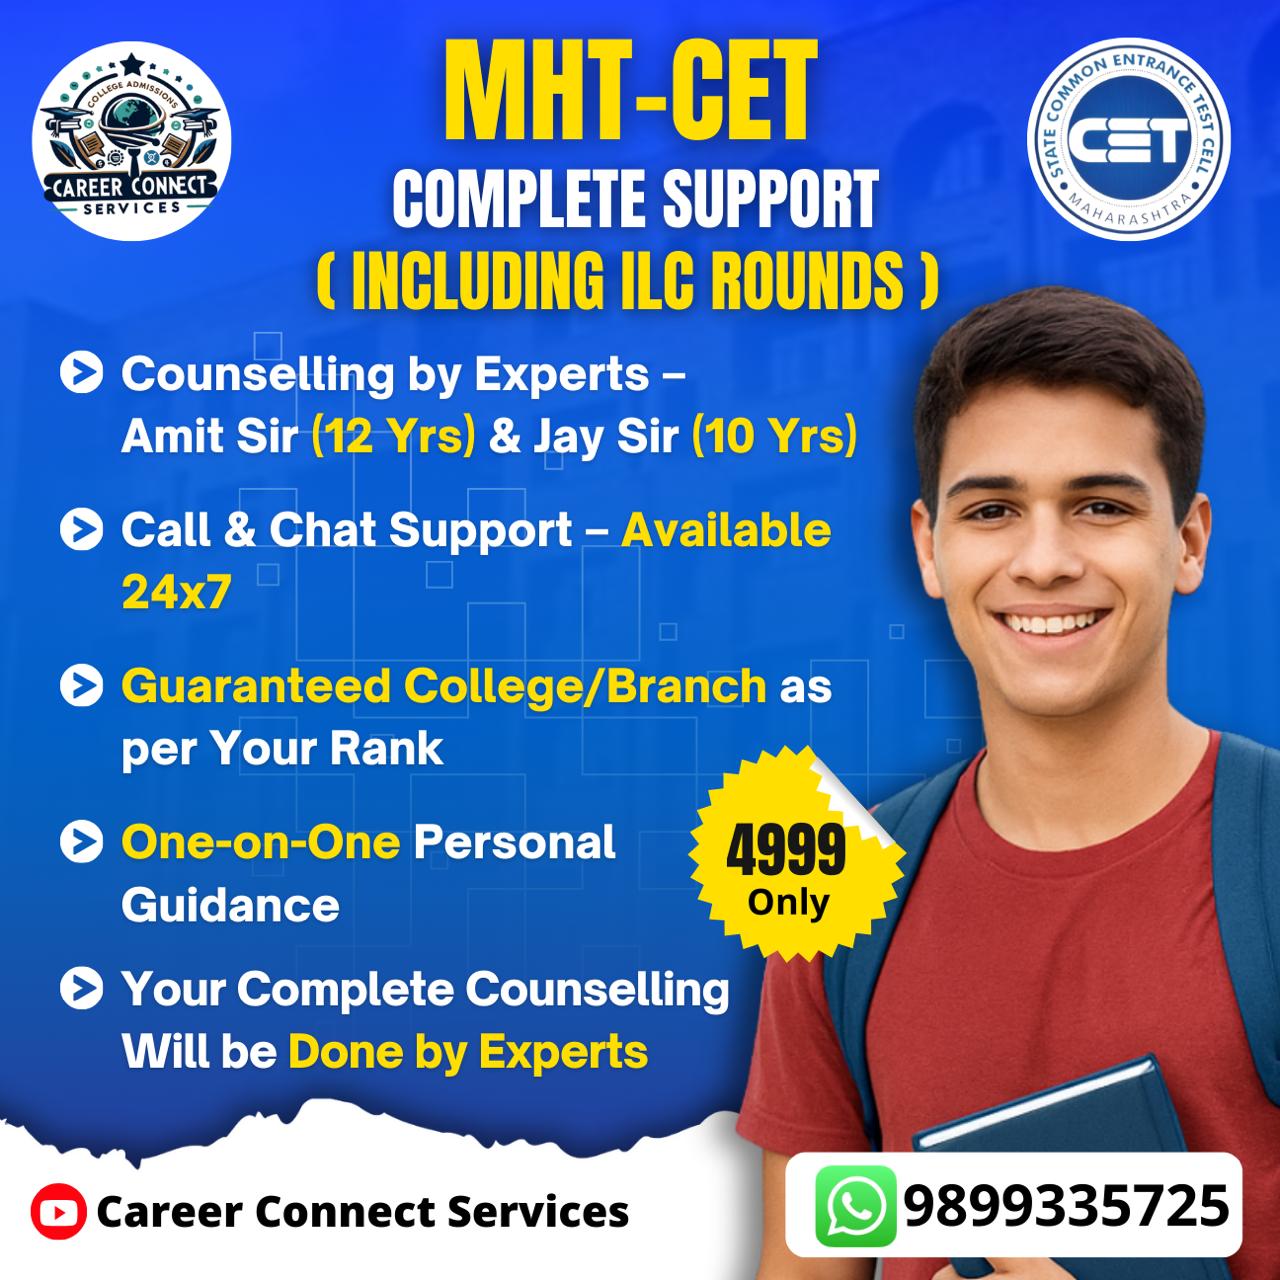 MHT-CET
COMPLETE SUPPORT
( INCLUDING ILC ROUNDS )
COLLEGE ADMISSIONS
CAREER CONNECT
SERVICES
STATE COMMON ENTRANCE TEST CELL
CET
MAHARASHTRA
Counselling by Experts –
Amit Sir (12 Yrs) & Jay Sir (10 Yrs)
Call & Chat Support – Available
24x7
Guaranteed College/Branch as
per Your Rank
One-on-One Personal
Guidance
4999
Only
Your Complete Counselling
Will be Done by Experts
Career Connect Services
9899335725